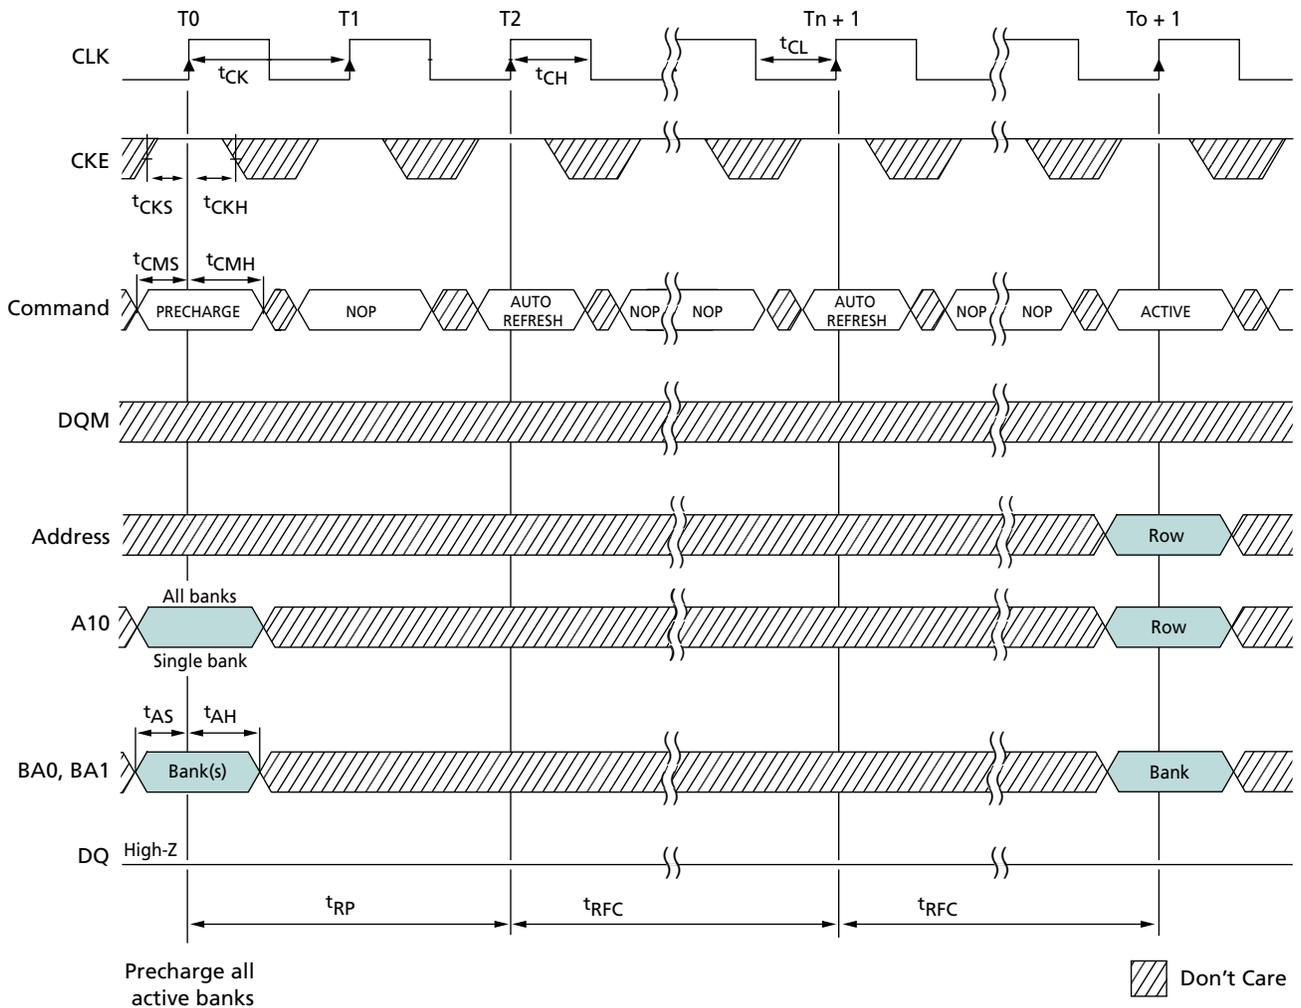 T0 T1 T2 Tn + 1 To + 1
CLK
tCK tCH tCL
CKE
tCKS tCKH
tCMS tCMH
Command PRECHARGE NOP AUTO REFRESH NOP NOP AUTO REFRESH NOP NOP ACTIVE
DQM
Address Row
All banks
A10 Row
Single bank
tAS tAH
BA0, BA1 Bank(s) Bank
DQ High-Z
tRP tRFC tRFC
Precharge all
active banks
Don't Care